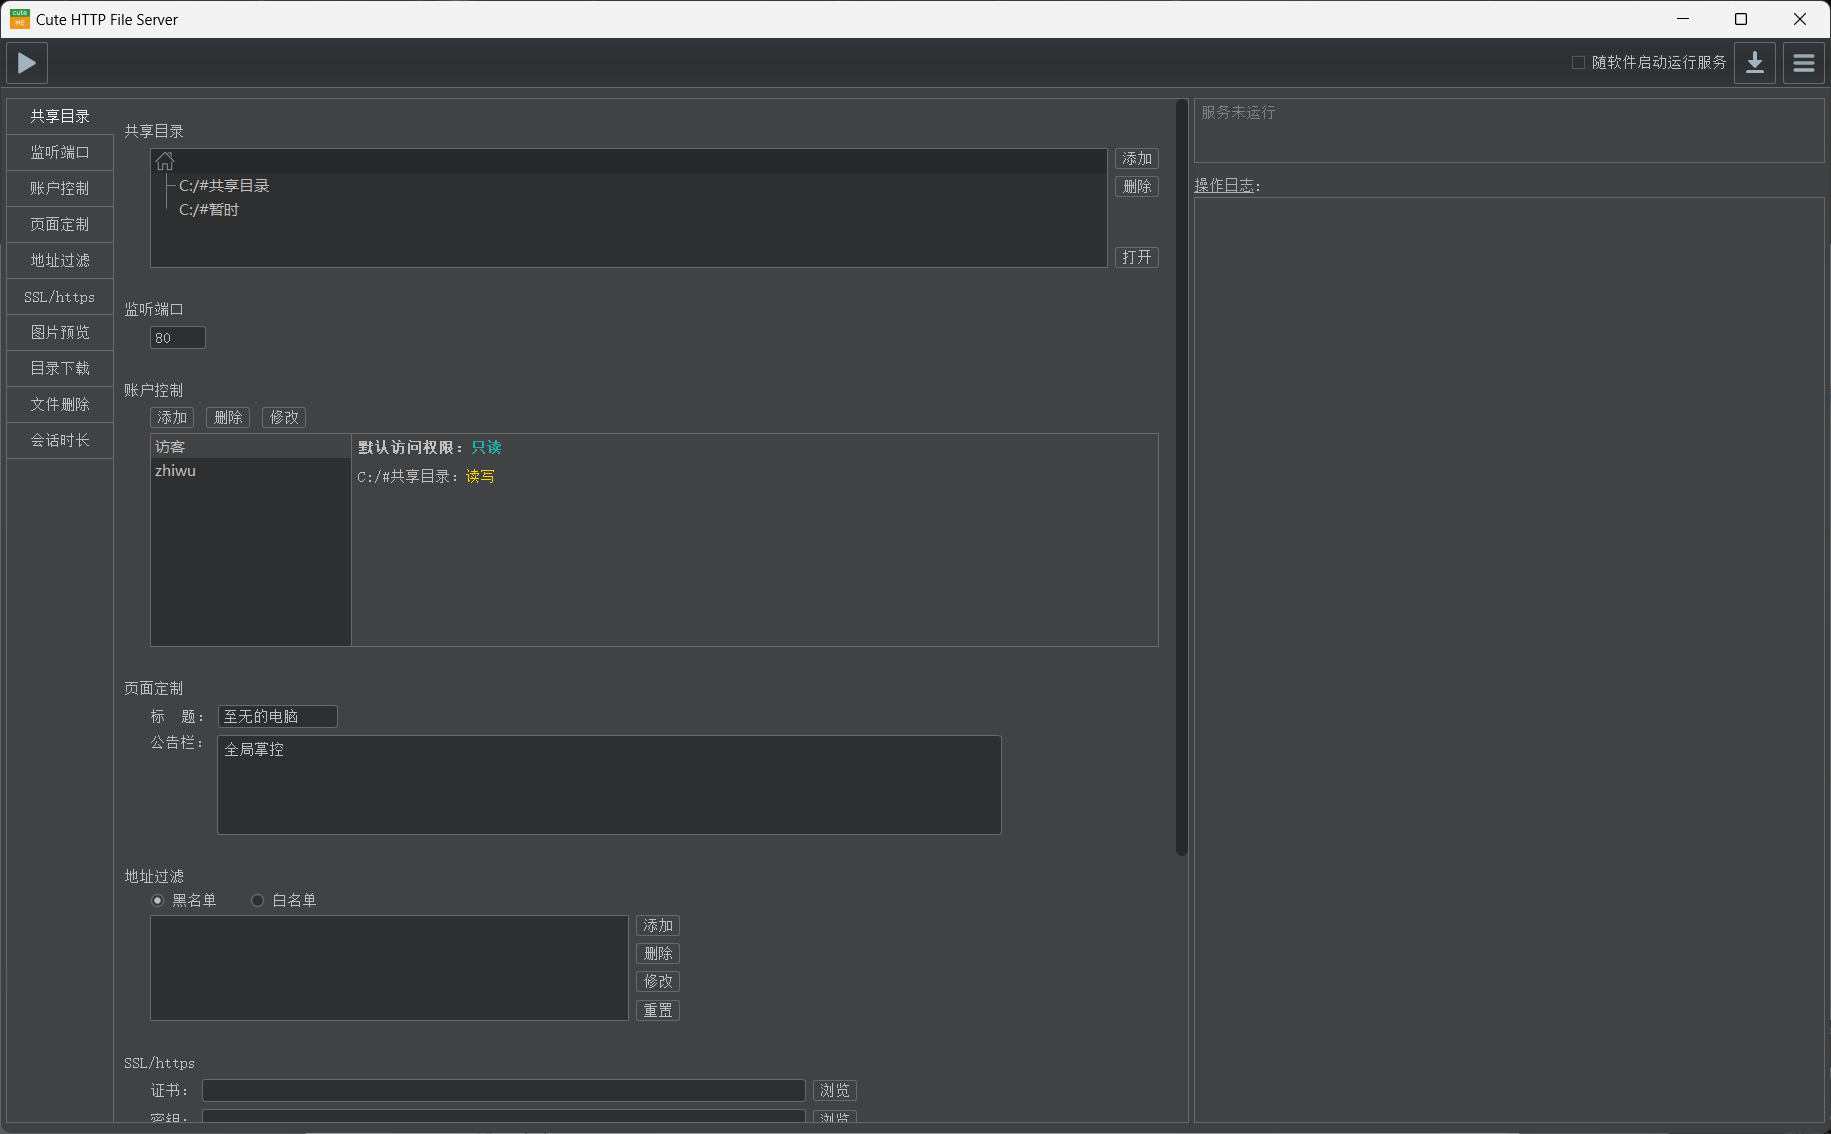 cute
ME
Cute HTTP File Server
随软件启动运行服务
共享目录
监听端口
账户控制
页面定制
地址过滤
SSL/https
图片预览
目录下载
文件删除
会话时长
共享目录
C:/#共享目录
C:/#暂时
添加
删除
打开
监听端口
80
账户控制
添加 删除 修改
访客
zhiwu
默认访问权限：只读
C:/#共享目录：读写
页面定制
标 题： 至无的电脑
公告栏： 全局掌控
地址过滤
黑名单 白名单
添加
删除
修改
重置
SSL/https
证书： 浏览
密钥： 浏览
服务未运行
操作日志：